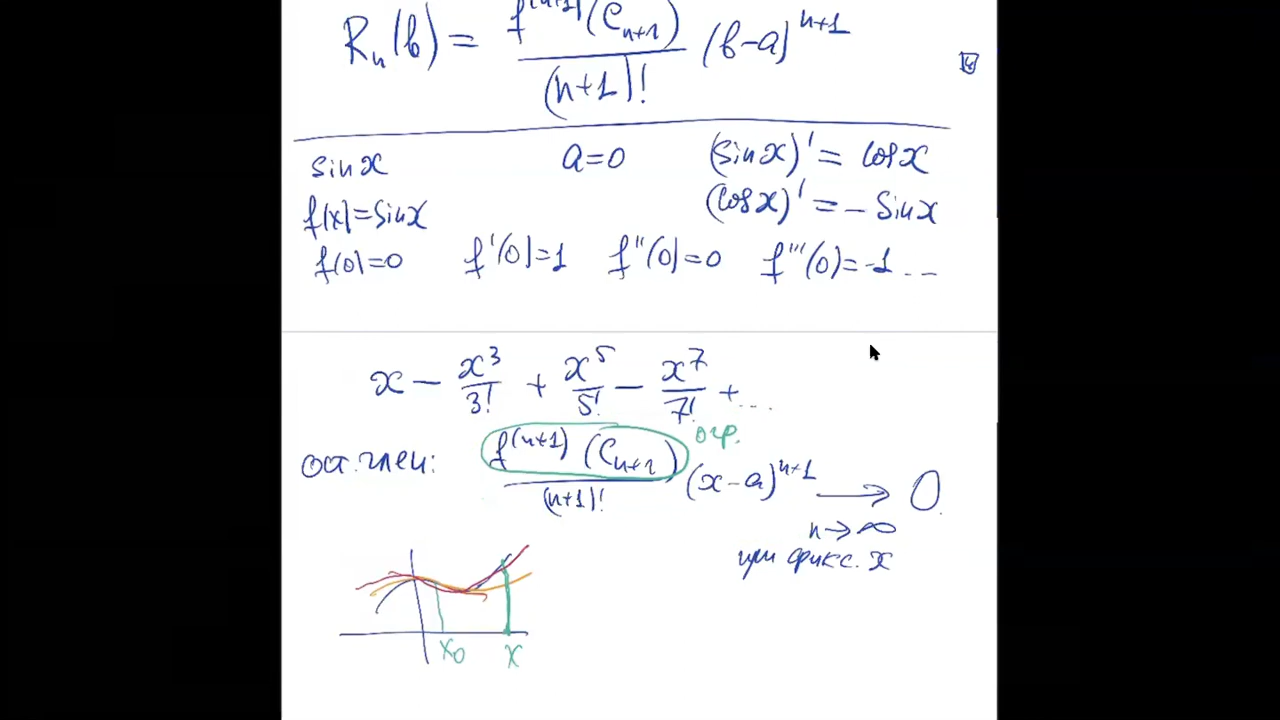 Rₙ(b) = f⁽ⁿ⁺¹⁾(Cₙ₊₁) / (n+1)! (b-a)ⁿ⁺¹
sin x a=0 (sin x)' = cos x
f(x)=sin x (cos x)' = - sin x
f(0)=0 f'(0)=1 f''(0)=0 f'''(0)=-1 ...
x - x³/3! + x⁵/5! - x⁷/7! + ...
огр.
ост. член: f⁽ⁿ⁺¹⁾(Cₙ₊₁) / (n+1)! (x-a)ⁿ⁺¹ → 0
n→∞
при фикс. x
x₀ x